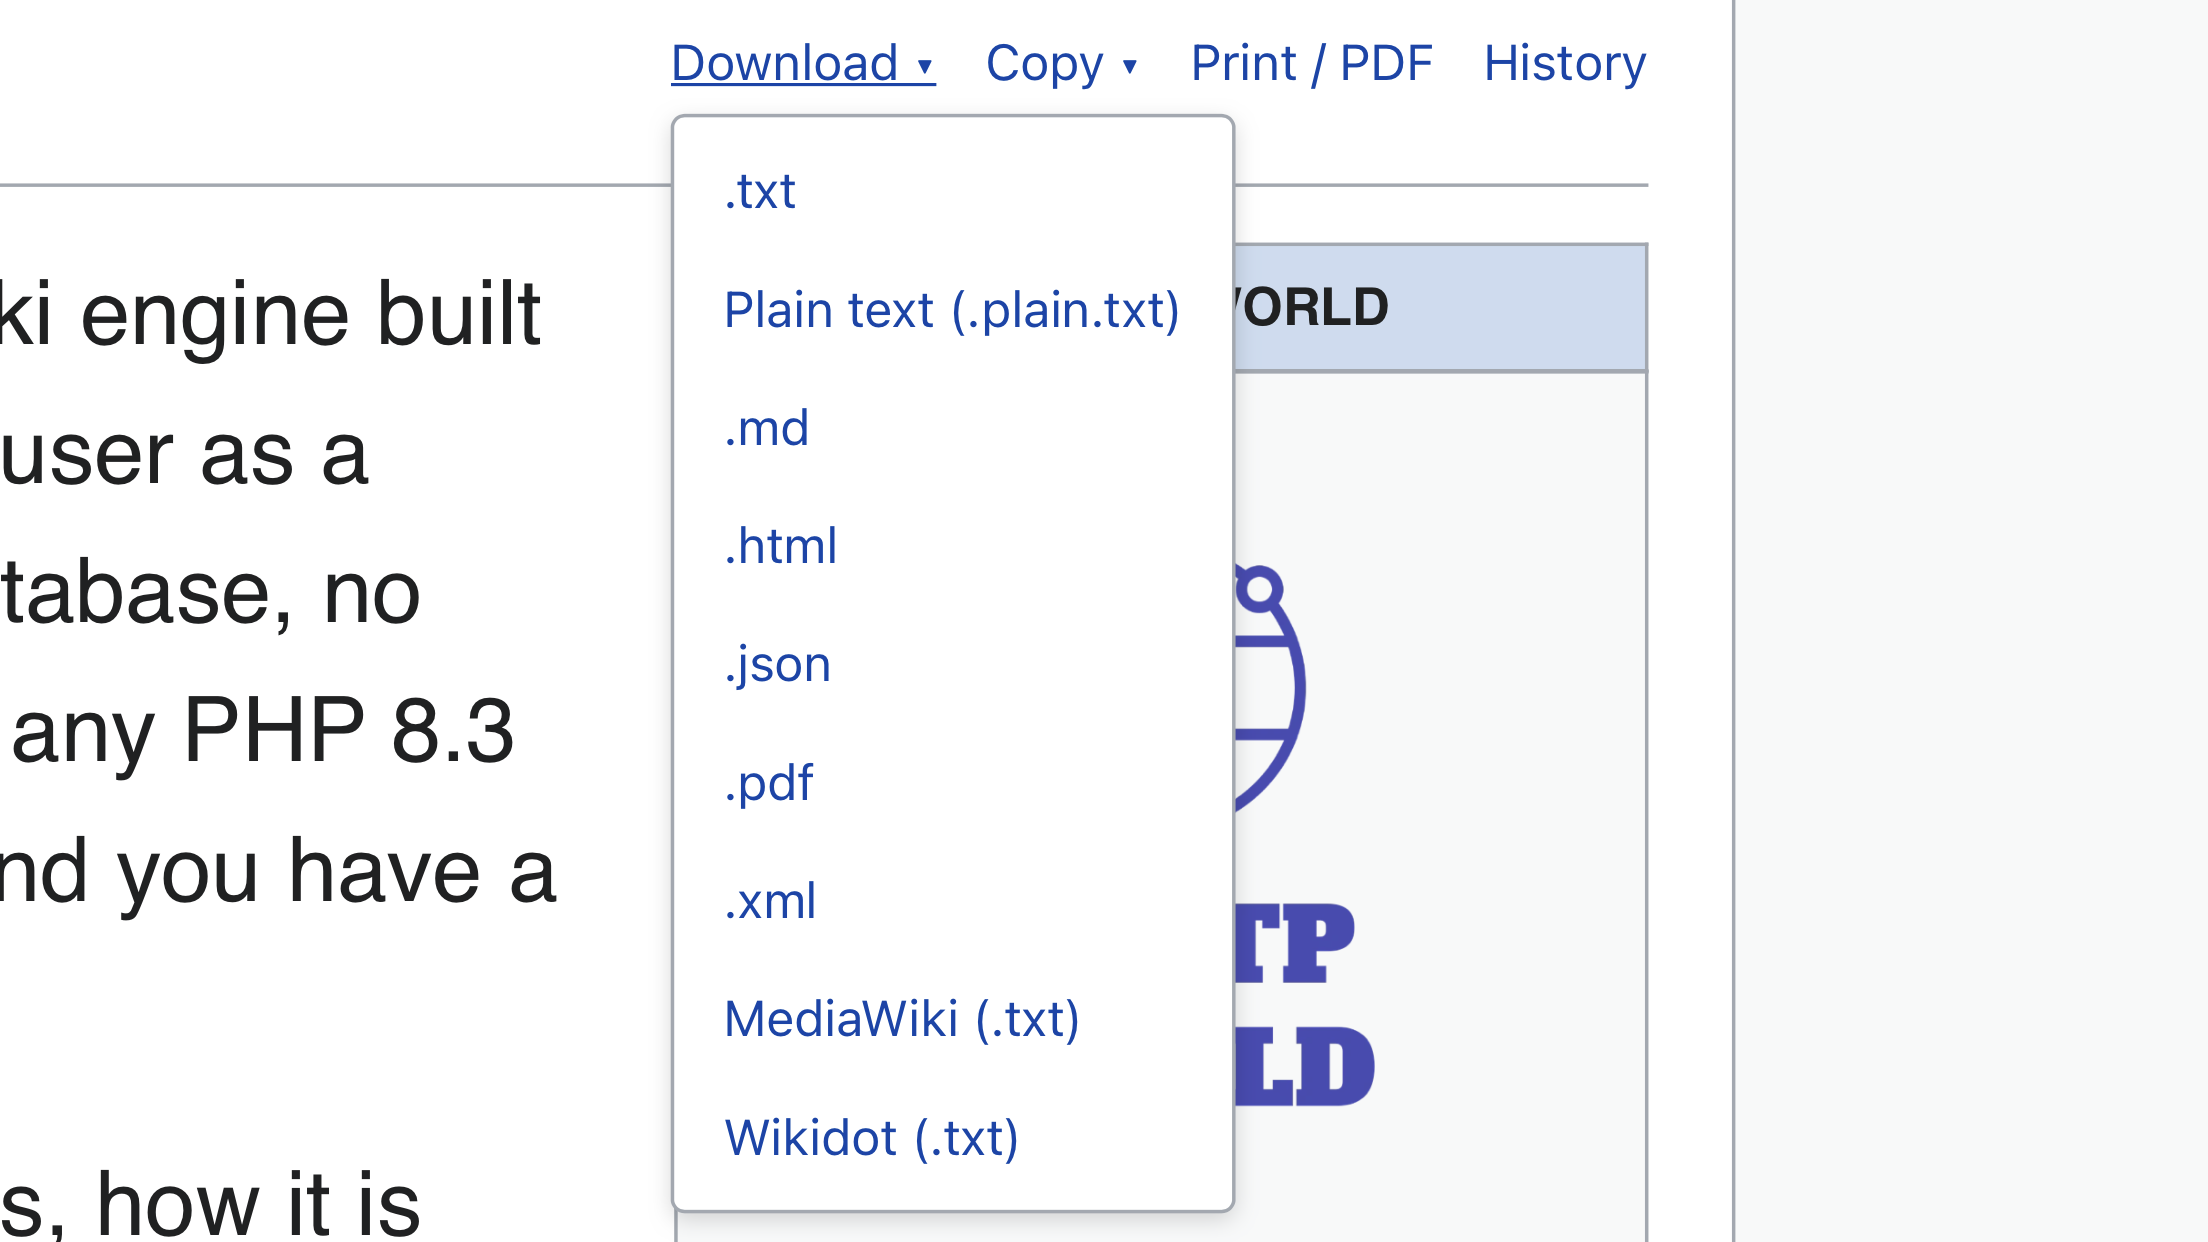 Download ▾ Copy ▾ Print / PDF History
.txt
Plain text (.plain.txt)
.md
.html
.json
.pdf
.xml
MediaWiki (.txt)
Wikidot (.txt)
ki engine built
user as a
tabase, no
any PHP 8.3
nd you have a
s, how it is
ORLD
TP
LD